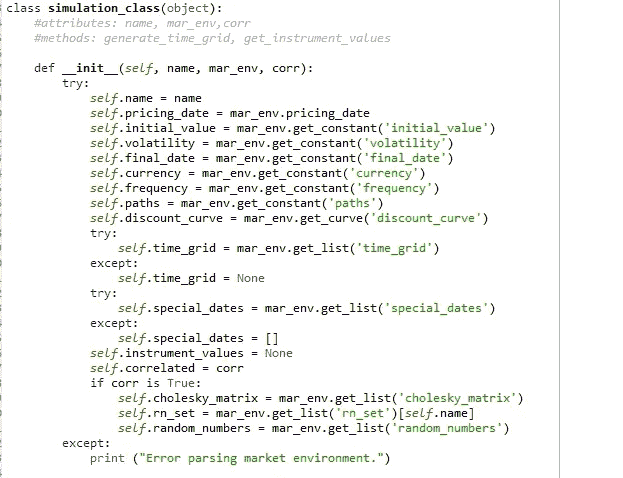 class simulation_class(object):
#attributes: name, mar_env,corr
#methods: generate_time_grid, get_instrument_values
def __init__(self, name, mar_env, corr):
try:
self.name = name
self.pricing_date = mar_env.pricing_date
self.initial_value = mar_env.get_constant('initial_value')
self.volatility = mar_env.get_constant('volatility')
self.final_date = mar_env.get_constant('final_date')
self.currency = mar_env.get_constant('currency')
self.frequency = mar_env.get_constant('frequency')
self.paths = mar_env.get_constant('paths')
self.discount_curve = mar_env.get_curve('discount_curve')
try:
self.time_grid = mar_env.get_list('time_grid')
except:
self.time_grid = None
try:
self.special_dates = mar_env.get_list('special_dates')
except:
self.special_dates = []
self.instrument_values = None
self.correlated = corr
if corr is True:
self.cholesky_matrix = mar_env.get_list('cholesky_matrix')
self.rn_set = mar_env.get_list('rn_set')[self.name]
self.random_numbers = mar_env.get_list('random_numbers')
except:
print ("Error parsing market environment.")